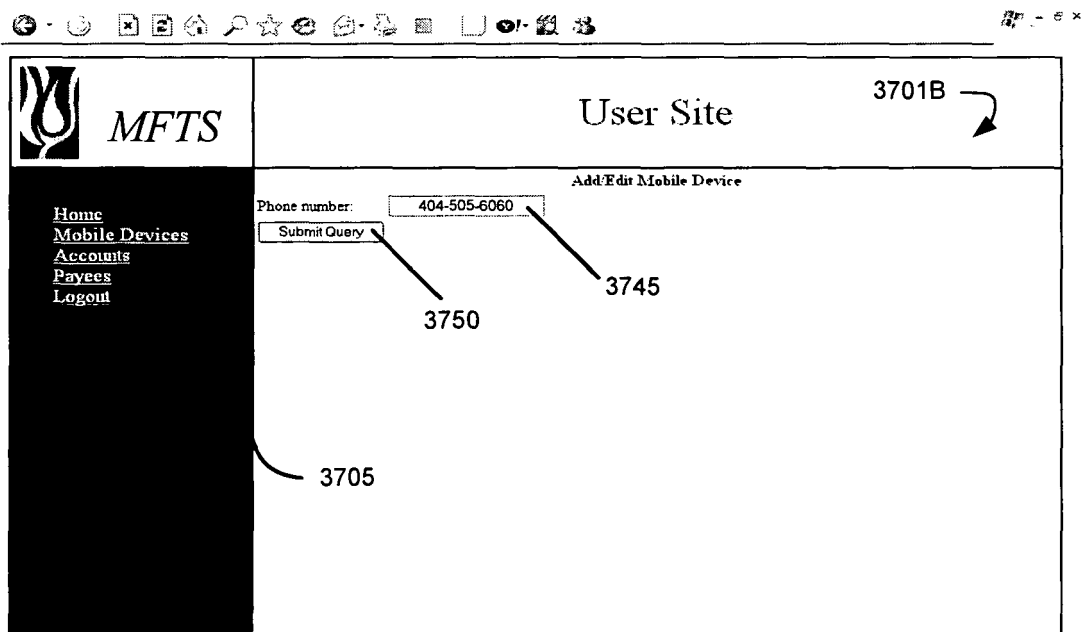 MFTS
User Site
3701B
Add/Edit Mobile Device
Home
Mobile Devices
Accounts
Payees
Logout
Phone number:
404-505-6060
Submit Query
3745
3750
3705